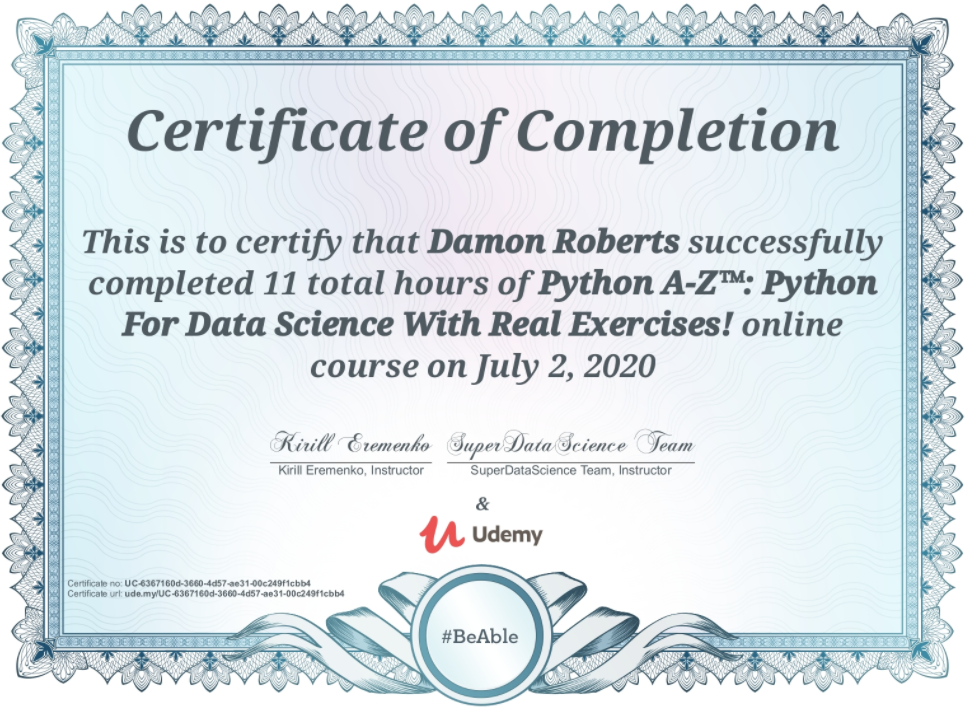 Certificate of Completion
This is to certify that Damon Roberts successfully
completed 11 total hours of Python A-Z™: Python
For Data Science With Real Exercises! online
course on July 2, 2020
Kirill Eremenko SuperDataScience Team
Kirill Eremenko, Instructor SuperDataScience Team, Instructor
&
Udemy
Certificate no: UC-6367160d-3660-4d57-ae31-00c249f1cbb4
Certificate url: ude.my/UC-6367160d-3660-4d57-ae31-00c249f1cbb4
#BeAble